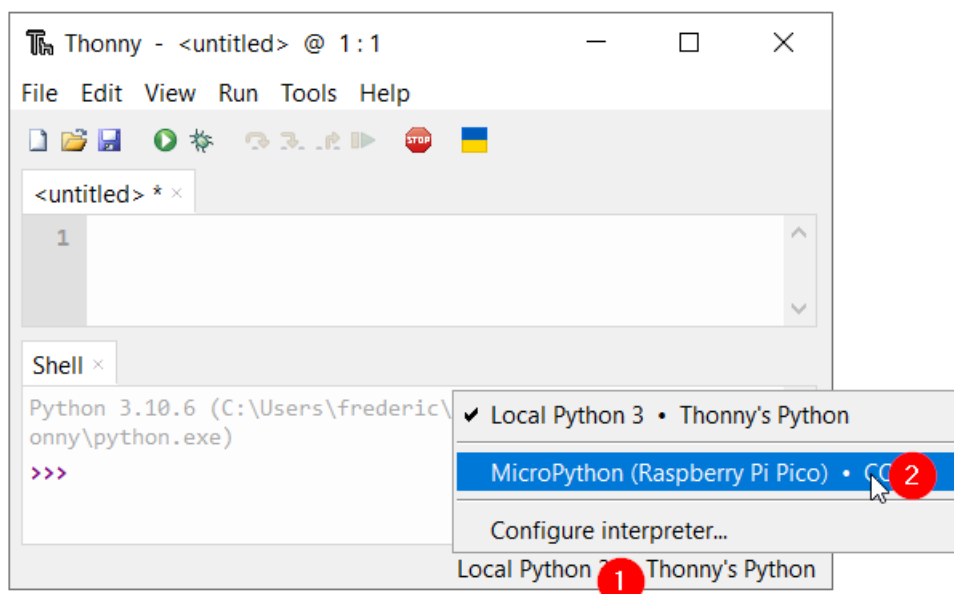 Thonny - <untitled> @ 1:1
File Edit View Run Tools Help
STOP
<untitled> * ×
1
Shell ×
Python 3.10.6 (C:\Users\frederic\
onny\python.exe)
>>>
✔ Local Python 3 • Thonny's Python
MicroPython (Raspberry Pi Pico) • 2
Configure interpreter...
Local Python 1 Thonny's Python